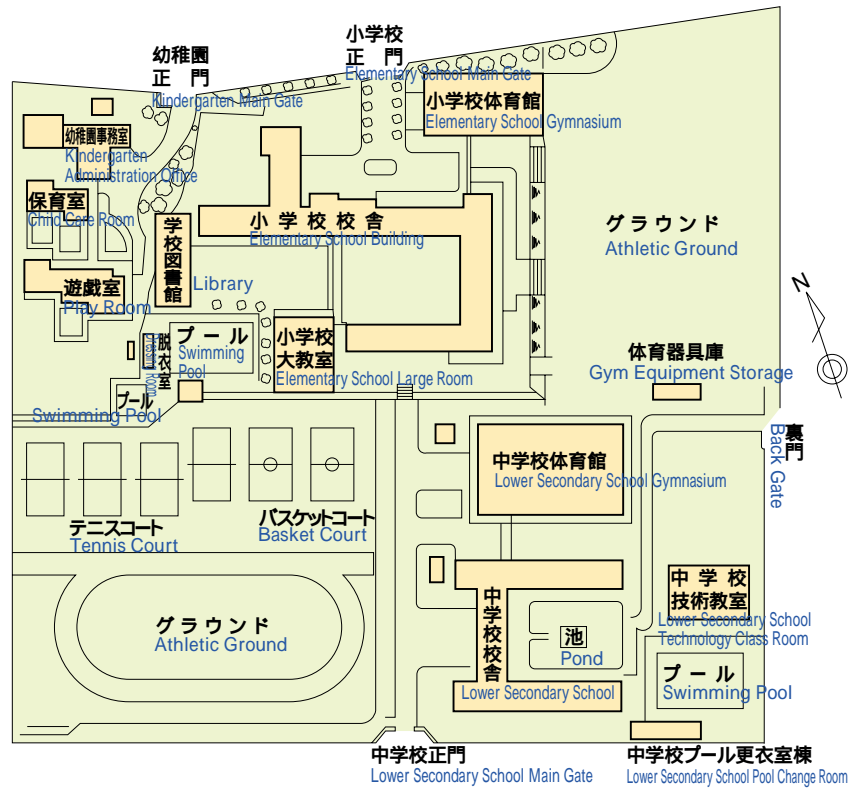 小学校
正 門
Elementary School Main Gate
幼稚園
正 門
Kindergarten Main Gate
小学校体育館
Elementary School Gymnasium
幼稚園事務室
Kindergarten
Administration Office
保育室
Child Care Room
学校図書館
Library
小学校校舎
Elementary School Building
グラウンド
Athletic Ground
遊戯室
Play Room
N
プール
Swimming
Pool
脱衣室
Dressing Room
小学校
大教室
Elementary School Large Room
体育器具庫
Gym Equipment Storage
プール
Swimming Pool
裏門
Back Gate
中学校体育館
Lower Secondary School Gymnasium
テニスコート
Tennis Court
バスケットコート
Basket Court
中学校
技術教室
Lower Secondary School
Technology Class Room
グラウンド
Athletic Ground
中学校校舎
Lower Secondary School
池
Pond
プール
Swimming Pool
中学校正門
Lower Secondary School Main Gate
中学校プール更衣室棟
Lower Secondary School Pool Change Room